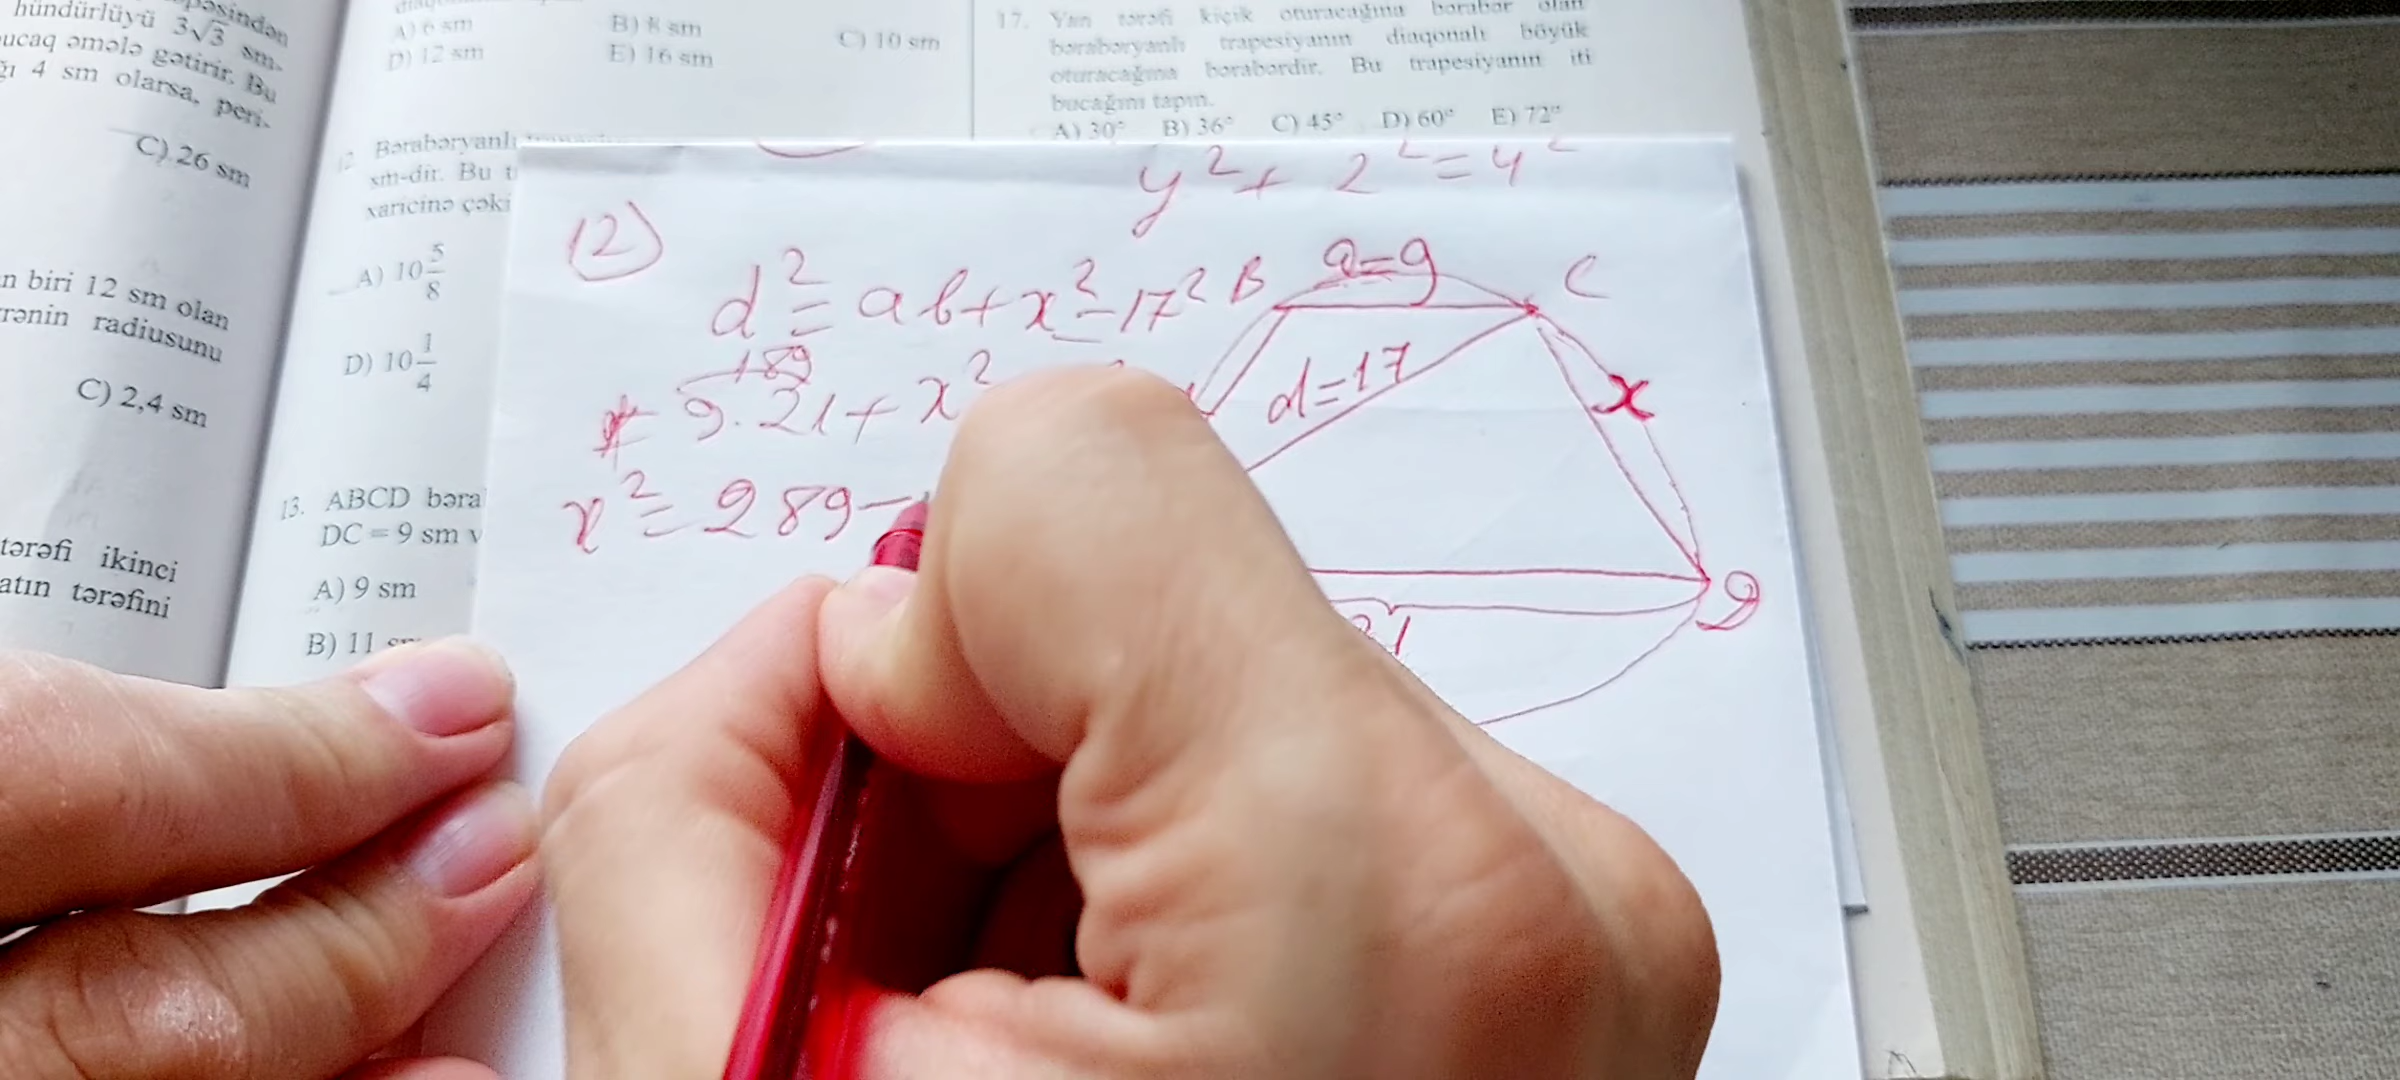 hündürlüyü 3√3 sm-
ucaq əmələ gətirir. Bu
ğı 4 sm olarsa, peri-
C) 26 sm
n biri 12 sm olan
rənin radiusunu
C) 2,4 sm
tərəfi ikinci
atın tərəfini
A) 6 sm B) 8 sm C) 10 sm
D) 12 sm E) 16 sm
12. Bərabəryanlı
sm-dir. Bu t
xaricinə çəki
A) 10 5/8
D) 10 1/4
13. ABCD bəra
DC = 9 sm v
A) 9 sm
B) 11
17. Yan tərəfi kiçik oturacağına bərabər olan
bərabəryanlı trapesiyanın diaqonalı böyük
oturacağına bərabərdir. Bu trapesiyanın iti
bucağını tapın.
A) 30° B) 36° C) 45° D) 60° E) 72°
y² + 2² = 4²
12
d² = ab + x² = 17²
189
9·21 + x²
x² = 289 -
B a=9 C
d=17
x
21